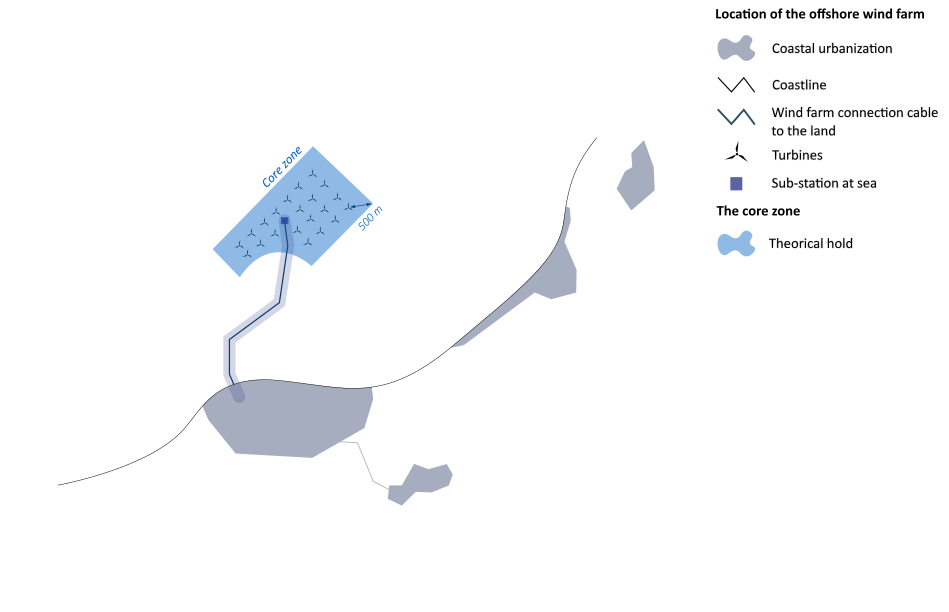 Location of the offshore wind farm
Coastal urbanization
Coastline
Wind farm connection cable
to the land
Turbines
Sub-station at sea
The core zone
Theorical hold
Core zone
500 m